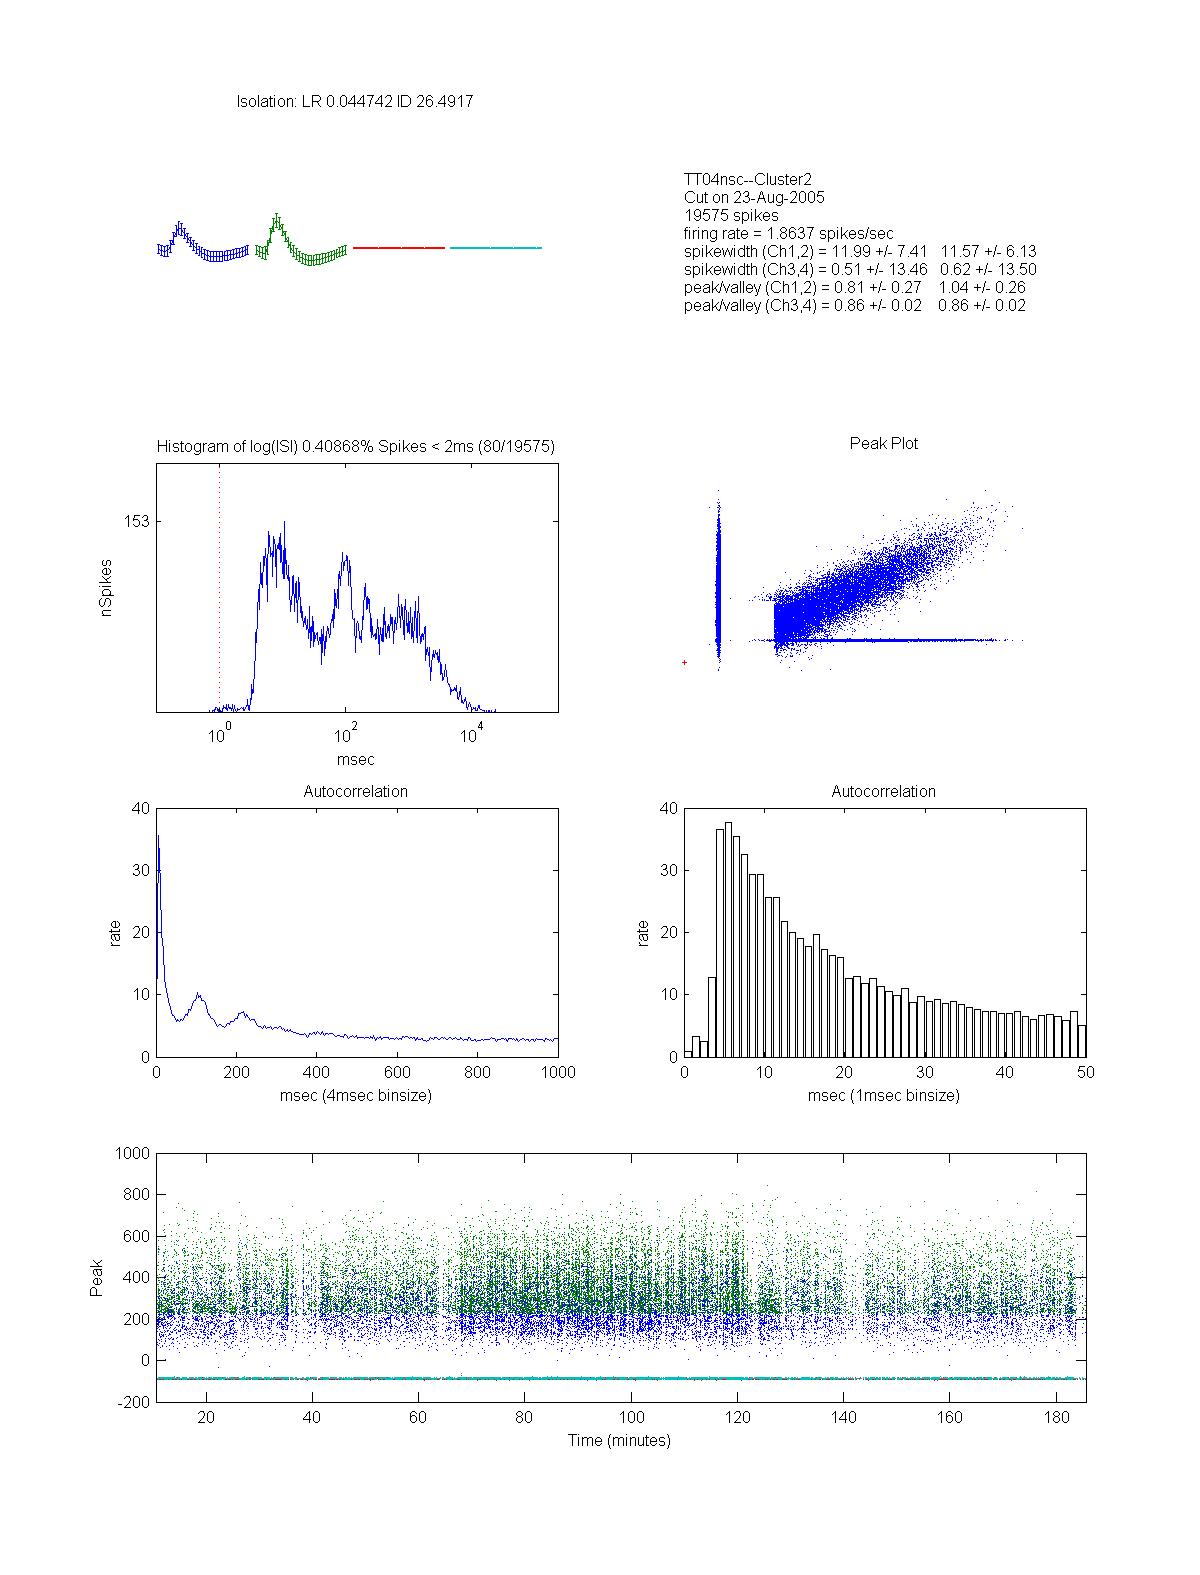 Isolation: LR 0.044742 ID 26.4917
TT04nsc--Cluster2
Cut on 23-Aug-2005
19575 spikes
firing rate = 1.8637 spikes/sec
spikewidth (Ch1,2) = 11.99 +/- 7.41 11.57 +/- 6.13
spikewidth (Ch3,4) = 0.51 +/- 13.46 0.62 +/- 13.50
peak/valley (Ch1,2) = 0.81 +/- 0.27 1.04 +/- 0.26
peak/valley (Ch3,4) = 0.86 +/- 0.02 0.86 +/- 0.02
Histogram of log(ISI) 0.40868% Spikes < 2ms (80/19575)
153
nSpikes
10^0 10^2 10^4
msec
Peak Plot
Autocorrelation
40
30
20
10
0
rate
0 200 400 600 800 1000
msec (4msec binsize)
Autocorrelation
40
30
20
10
0
rate
0 10 20 30 40 50
msec (1msec binsize)
1000
800
600
400
200
0
-200
Peak
20 40 60 80 100 120 140 160 180
Time (minutes)